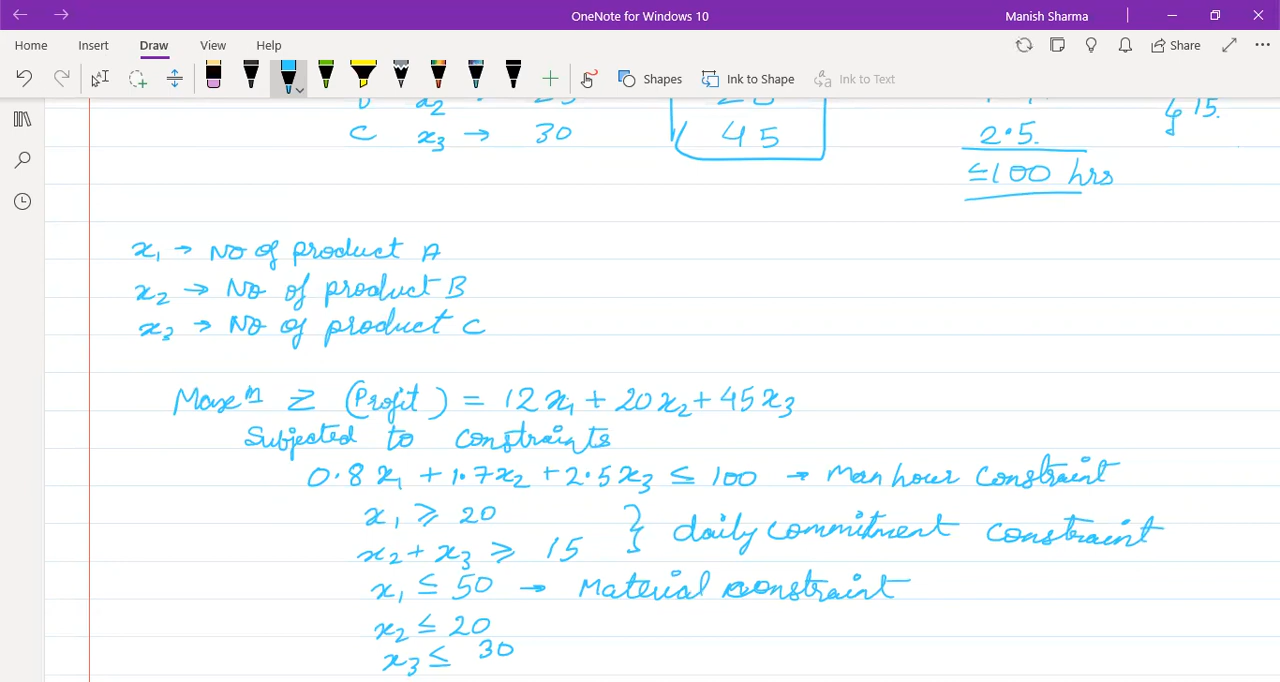 OneNote for Windows 10
Manish Sharma
Home Insert Draw View Help
Share
Shapes Ink to Shape Ink to Text
x₂ →
C x₃ → 30 45 2.5.
≤100 hrs
x₁ → No of product A
x₂ → No of product B
x₃ → No of product C
Maxᵐ Z (Profit) = 12x₁ + 20x₂ + 45x₃
Subjected to constraints
0.8x₁ + 1.7x₂ + 2.5x₃ ≤ 100 → Man hour constraint
x₁ ≥ 20
x₂ + x₃ ≥ 15 } daily commitment constraint
x₁ ≤ 50 → Material constraint
x₂ ≤ 20
x₃ ≤ 30